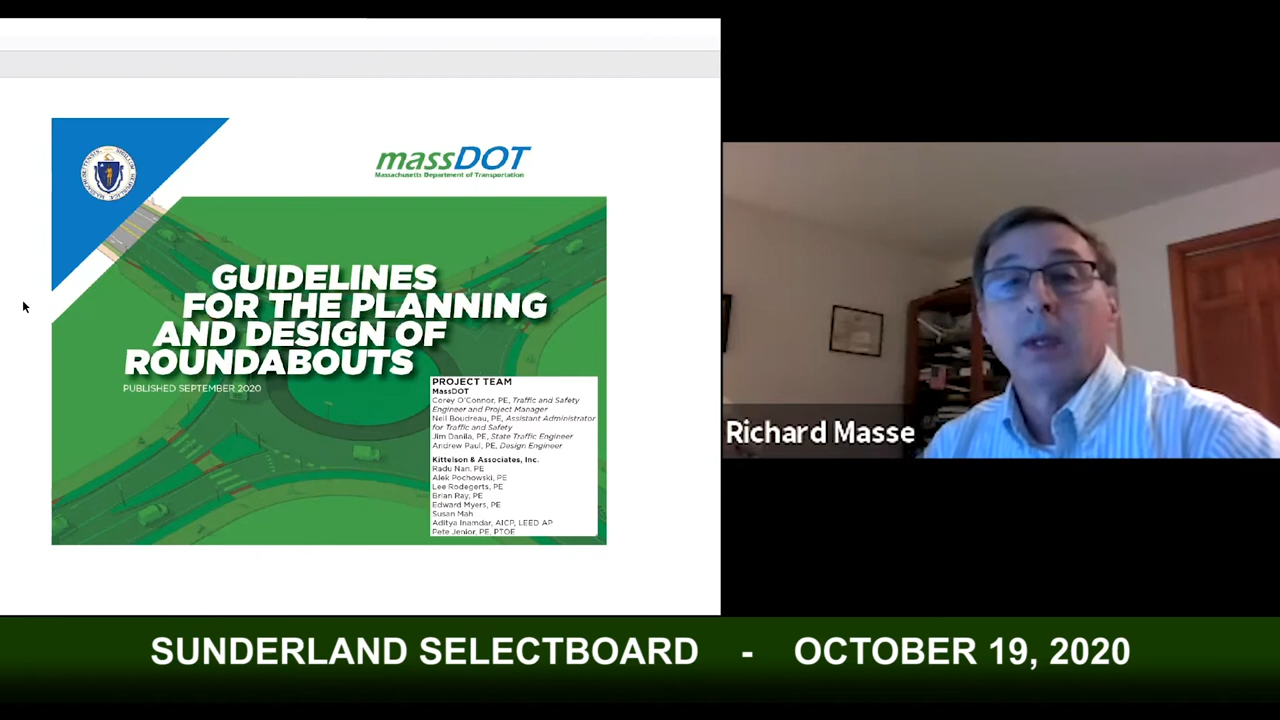 massDOT
Massachusetts Department of Transportation
GUIDELINES
FOR THE PLANNING
AND DESIGN OF
ROUNDABOUTS
PUBLISHED SEPTEMBER 2020
PROJECT TEAM
MassDOT
Corey O'Connor, PE, Traffic and Safety
Engineer and Project Manager
Neil Boudreau, PE, Assistant Administrator
for Traffic and Safety
Jim Danila, PE, State Traffic Engineer
Andrew Paul, PE, Design Engineer
Kittelson & Associates, Inc.
Radu Nan, PE
Alek Pochowski, PE
Lee Rodegerts, PE
Brian Ray, PE
Edward Myers, PE
Susan Mah
Aditya Inamdar, AICP, LEED AP
Pete Jenior, PE, PTOE
Richard Masse
SUNDERLAND SELECTBOARD - OCTOBER 19, 2020